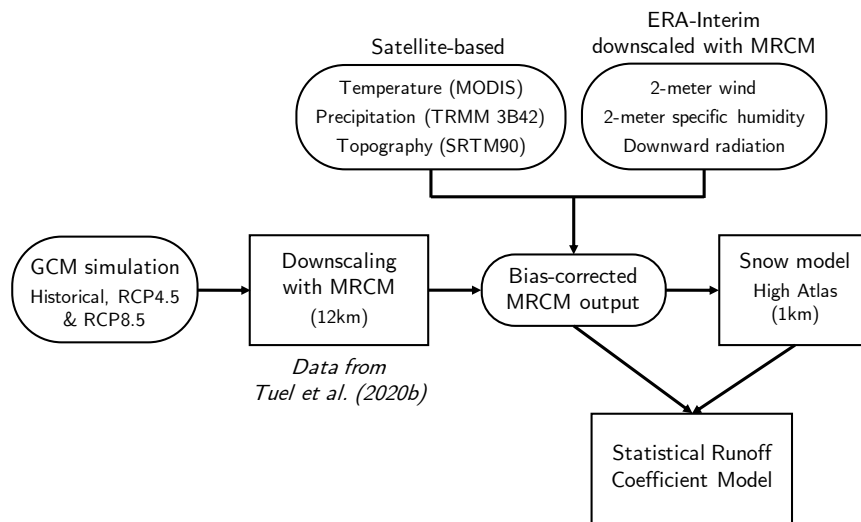 Satellite-based
Temperature (MODIS)
Precipitation (TRMM 3B42)
Topography (SRTM90)
ERA-Interim
downscaled with MRCM
2-meter wind
2-meter specific humidity
Downward radiation
GCM simulation
Historical, RCP4.5
& RCP8.5
Downscaling
with MRCM
(12km)
Data from
Tuel et al. (2020b)
Bias-corrected
MRCM output
Snow model
High Atlas
(1km)
Statistical Runoff
Coefficient Model